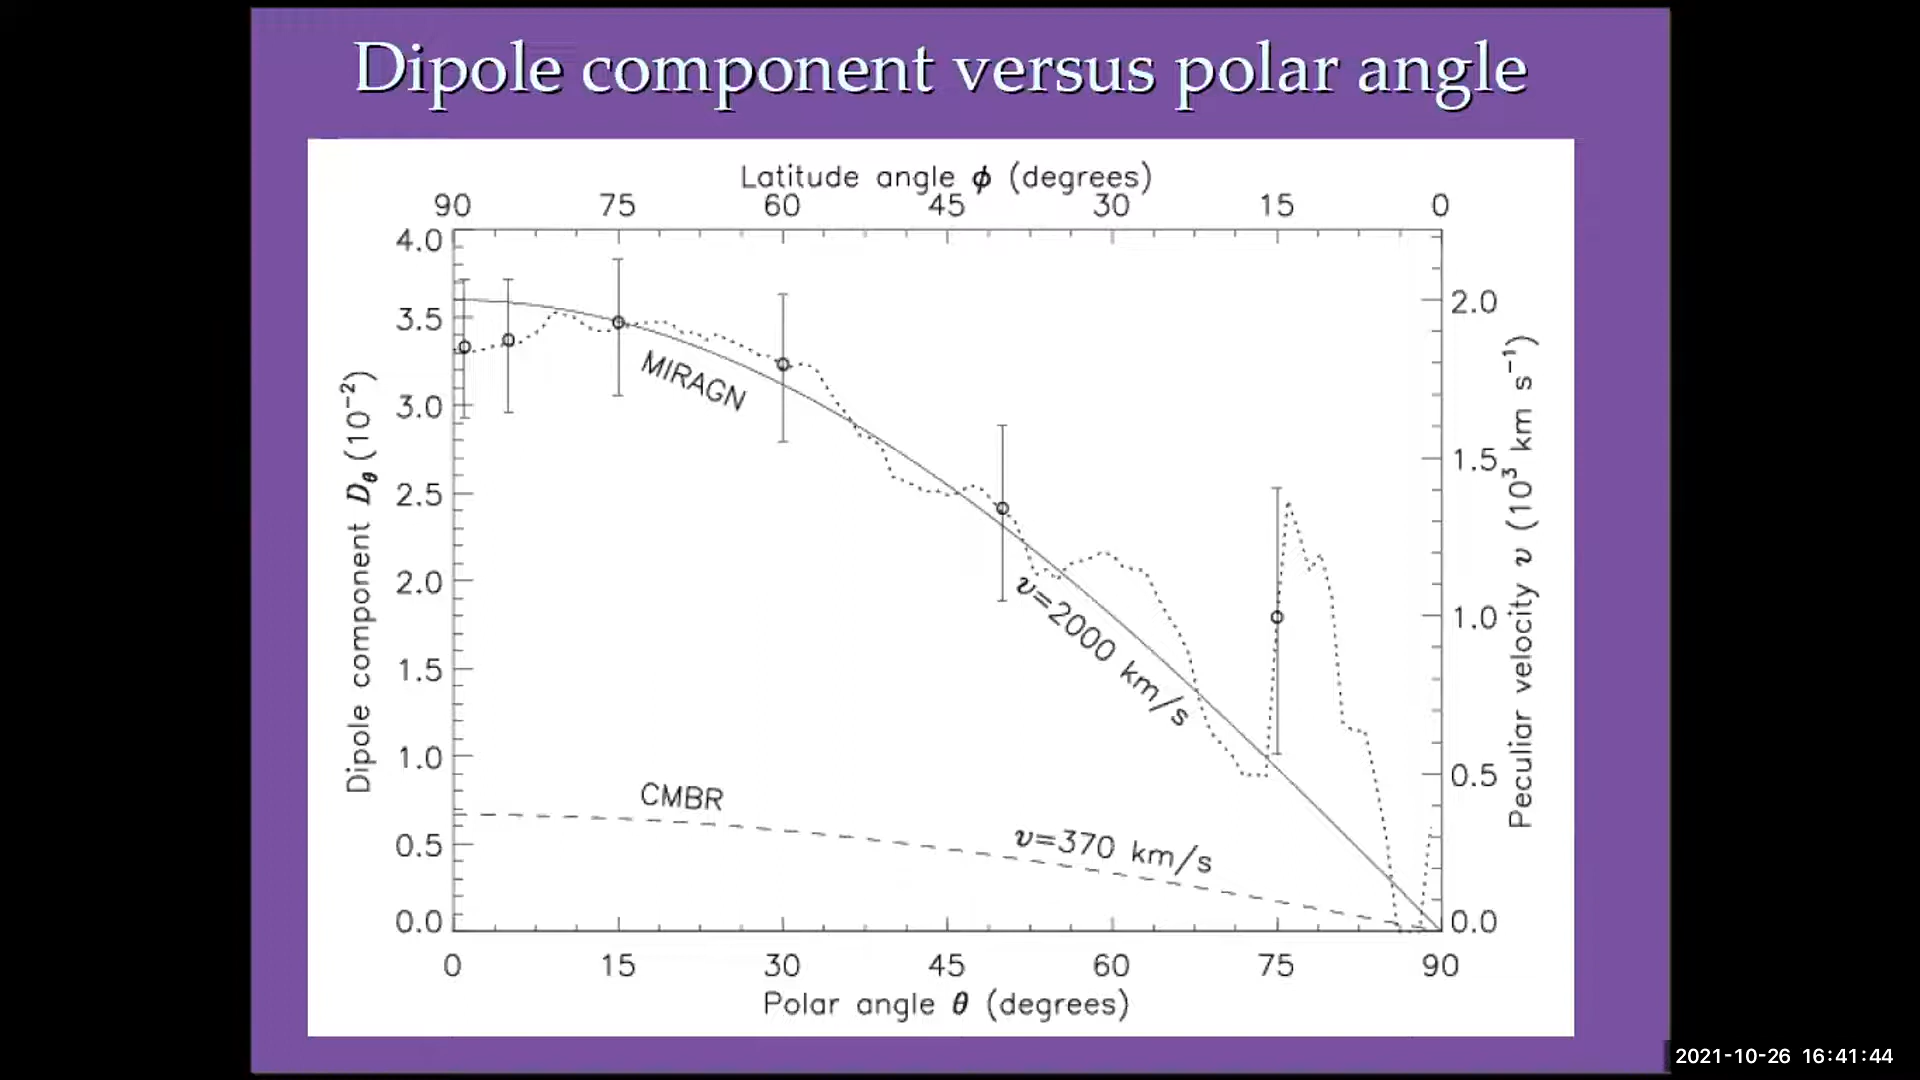 Dipole component versus polar angle
Latitude angle ϕ (degrees)
90 75 60 45 30 15 0
4.0
3.5
3.0
2.5
2.0
1.5
1.0
0.5
0.0
Dipole component D_θ (10⁻²)
MIRAGN
v=2000 km/s
CMBR
v=370 km/s
2.0
1.5
1.0
0.5
0.0
Peculiar velocity v (10³ km s⁻¹)
0 15 30 45 60 75 90
Polar angle θ (degrees)
2021-10-26 16:41:44